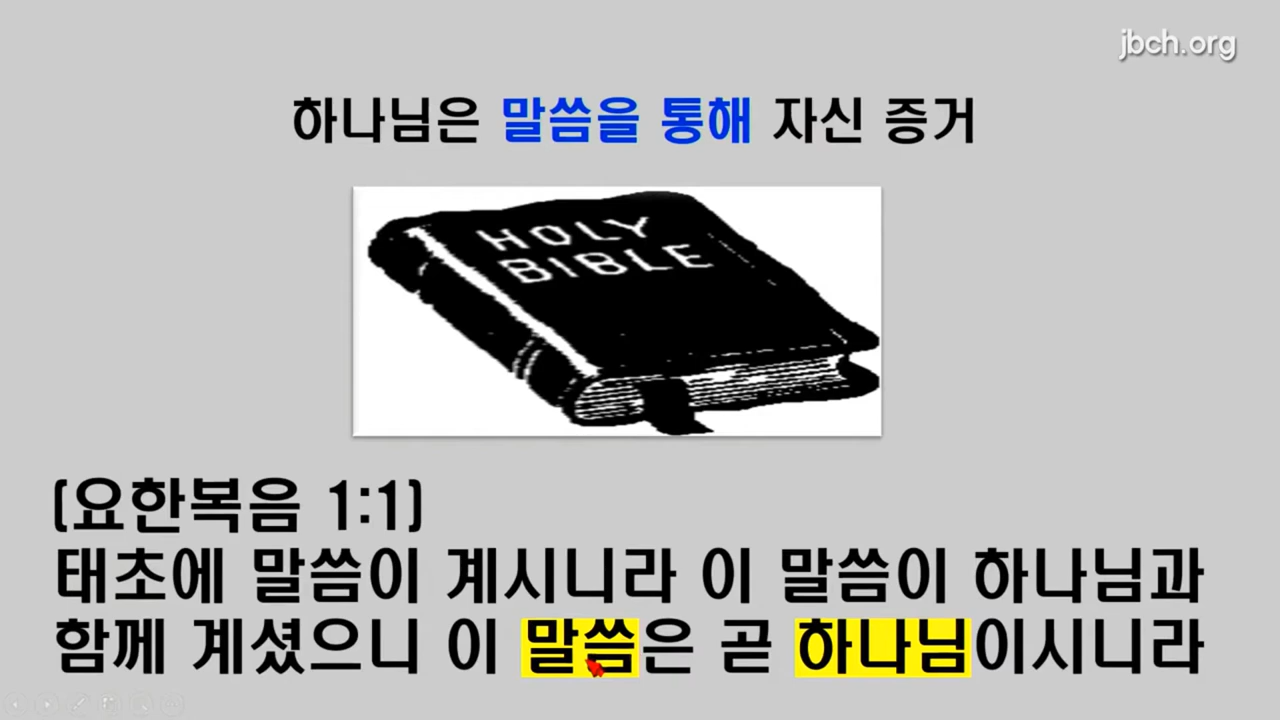 jbch.org
하나님은 말씀을 통해 자신 증거
HOLY
BIBLE
(요한복음 1:1)
태초에 말씀이 계시니라 이 말씀이 하나님과
함께 계셨으니 이 말씀은 곧 하나님이시니라